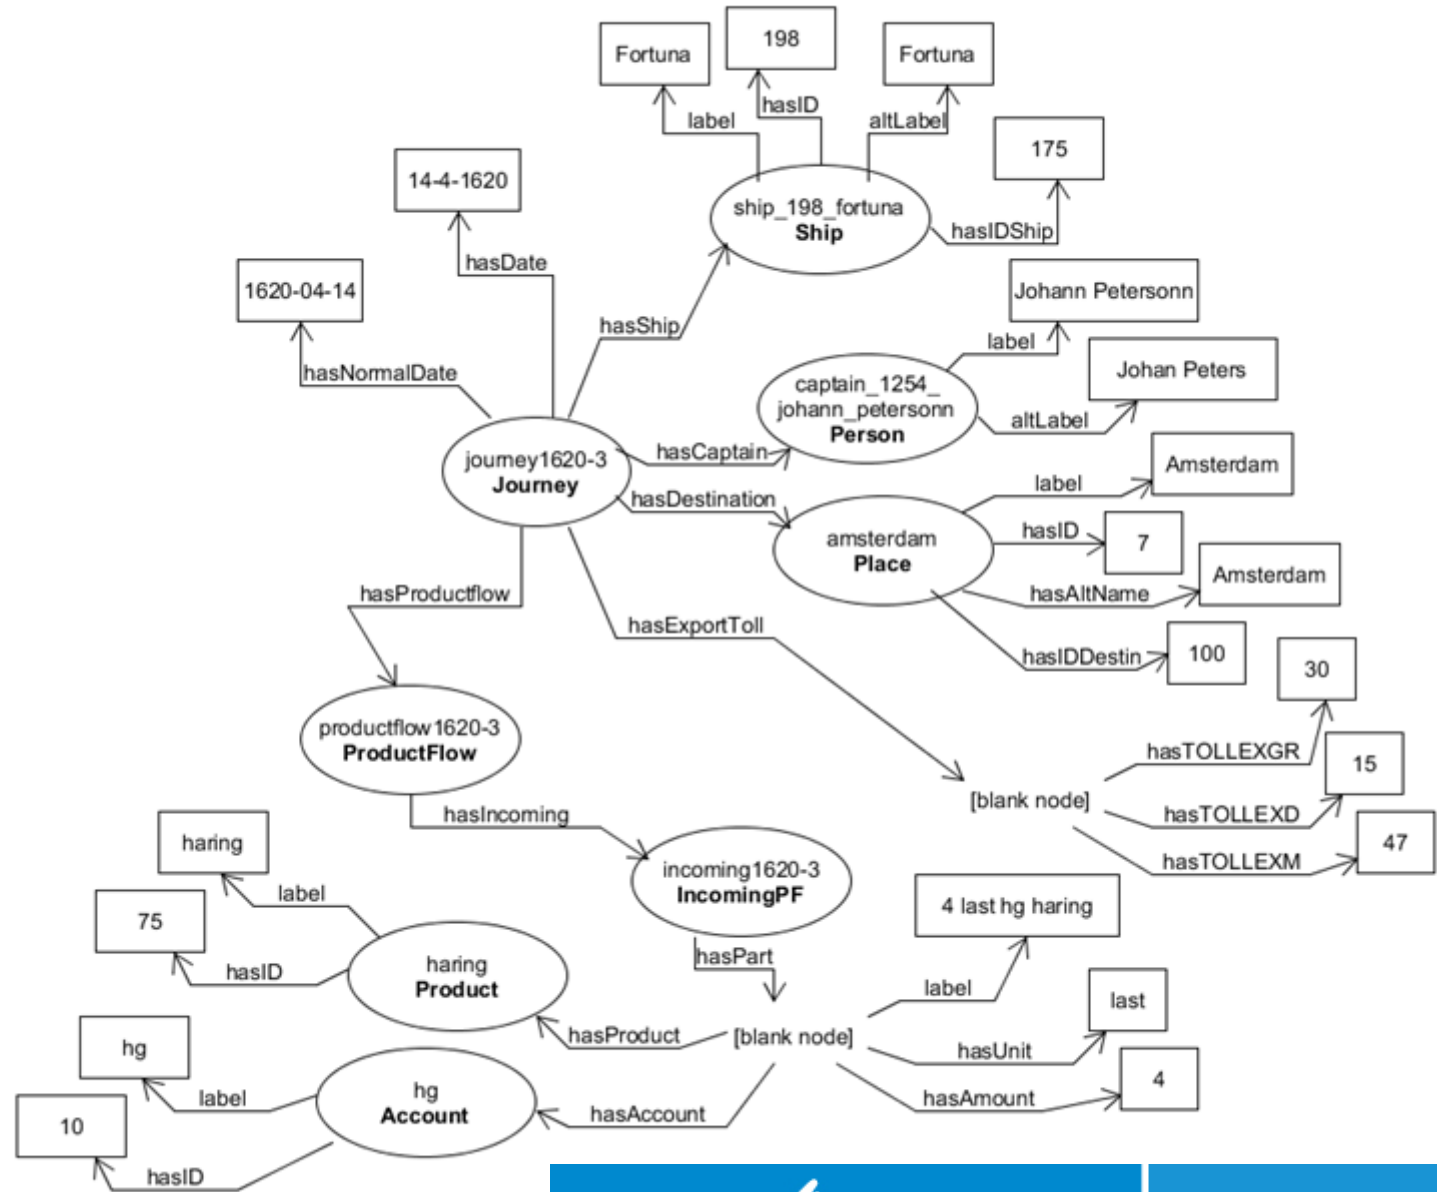 Fortuna
198
Fortuna
label
hasID
altLabel
175
14-4-1620
ship_198_fortuna
Ship
hasIDShip
hasDate
1620-04-14
Johann Petersonn
hasShip
label
hasNormalDate
Johan Peters
captain_1254_
johann_petersonn
Person
altLabel
journey1620-3
Journey
hasCaptain
Amsterdam
label
hasDestination
hasID
7
amsterdam
Place
Amsterdam
hasAltName
hasProductflow
hasExportToll
hasIDDestin
100
30
productflow1620-3
ProductFlow
hasTOLLEXGR
15
[blank node]
hasTOLLEXD
hasIncoming
47
haring
hasTOLLEXM
incoming1620-3
IncomingPF
label
4 last hg haring
75
hasPart
haring
Product
hasID
label
last
hasProduct
[blank node]
hg
hasUnit
hg
Account
label
4
hasAmount
10
hasAccount
hasID